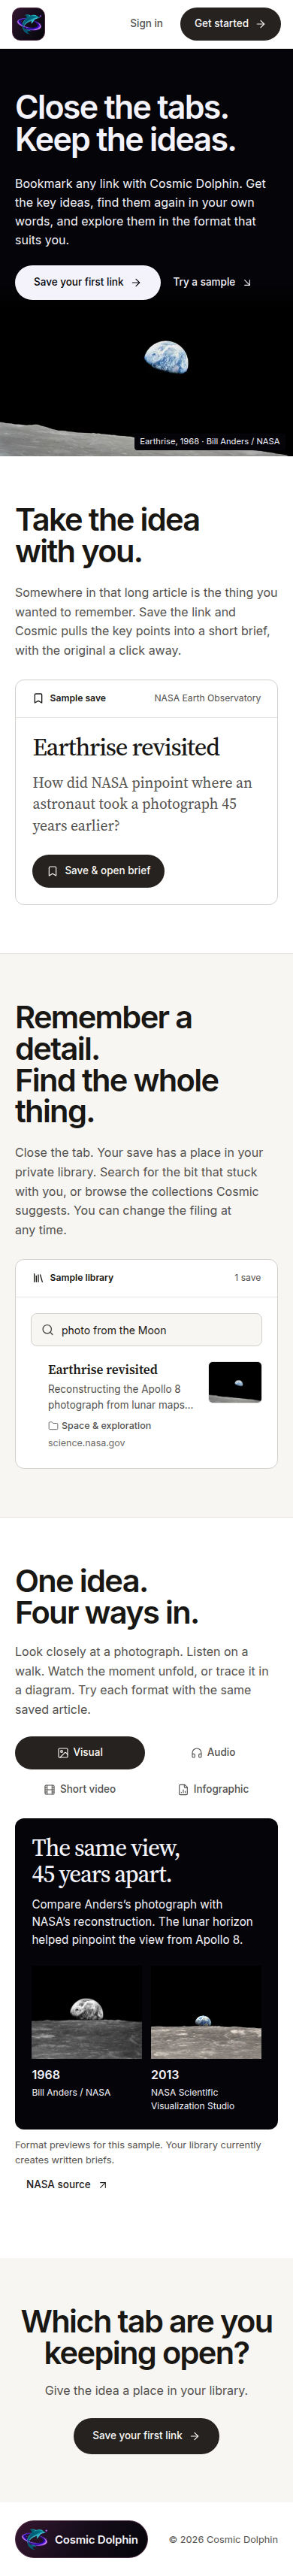 Sign in
Get started
Close the tabs.
Keep the ideas.
Bookmark any link with Cosmic Dolphin. Get
the key ideas, find them again in your own
words, and explore them in the format that
suits you.
Save your first link
Try a sample
Earthrise, 1968 · Bill Anders / NASA
Take the idea
with you.
Somewhere in that long article is the thing you
wanted to remember. Save the link and
Cosmic pulls the key points into a short brief,
with the original a click away.
Sample save
NASA Earth Observatory
Earthrise revisited
How did NASA pinpoint where an
astronaut took a photograph 45
years earlier?
Save & open brief
Remember a
detail.
Find the whole
thing.
Close the tab. Your save has a place in your
private library. Search for the bit that stuck
with you, or browse the collections Cosmic
suggests. You can change the filing at
any time.
Sample library
1 save
photo from the Moon
Earthrise revisited
Reconstructing the Apollo 8
photograph from lunar maps...
Space & exploration
science.nasa.gov
One idea.
Four ways in.
Look closely at a photograph. Listen on a
walk. Watch the moment unfold, or trace it in
a diagram. Try each format with the same
saved article.
Visual
Audio
Short video
Infographic
The same view,
45 years apart.
Compare Anders’s photograph with
NASA’s reconstruction. The lunar horizon
helped pinpoint the view from Apollo 8.
1968
Bill Anders / NASA
2013
NASA Scientific
Visualization Studio
Format previews for this sample. Your library currently
creates written briefs.
NASA source
Which tab are you
keeping open?
Give the idea a place in your library.
Save your first link
Cosmic Dolphin
© 2026 Cosmic Dolphin